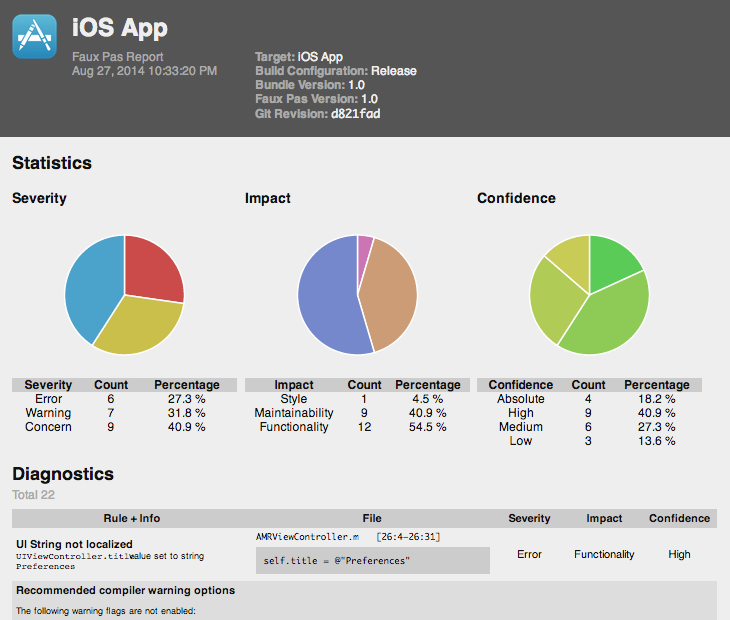 iOS App
Faux Pas Report
Aug 27, 2014 10:33:20 PM
Target: iOS App
Build Configuration: Release
Bundle Version: 1.0
Faux Pas Version: 1.0
Git Revision: d821fad
Statistics
Severity Impact Confidence
Severity Count Percentage
Error 6 27.3 %
Warning 7 31.8 %
Concern 9 40.9 %
Impact Count Percentage
Style 1 4.5 %
Maintainability 9 40.9 %
Functionality 12 54.5 %
Confidence Count Percentage
Absolute 4 18.2 %
High 9 40.9 %
Medium 6 27.3 %
Low 3 13.6 %
Diagnostics
Total 22
Rule + Info File Severity Impact Confidence
UI String not localized
UIViewController.title value set to string
Preferences
AMRViewController.m [26:4–26:31]
self.title = @"Preferences"
Error Functionality High
Recommended compiler warning options
The following warning flags are not enabled: